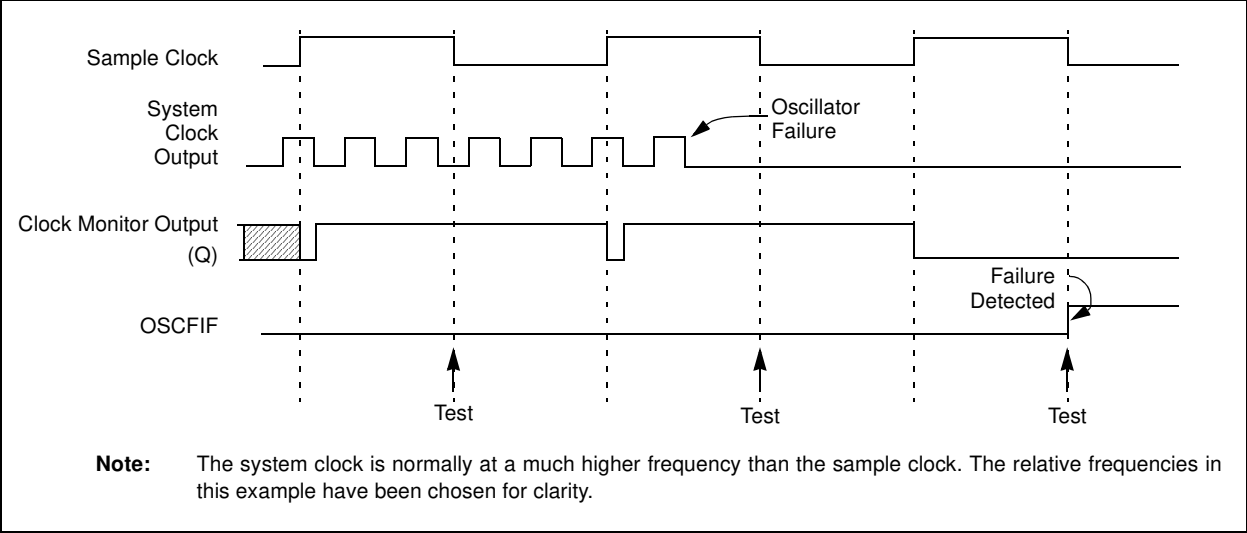 Sample Clock
System
Clock
Output
Oscillator
Failure
Clock Monitor Output
(Q)
Failure
Detected
OSCFIF
Test
Test
Test
Note: The system clock is normally at a much higher frequency than the sample clock. The relative frequencies in
this example have been chosen for clarity.